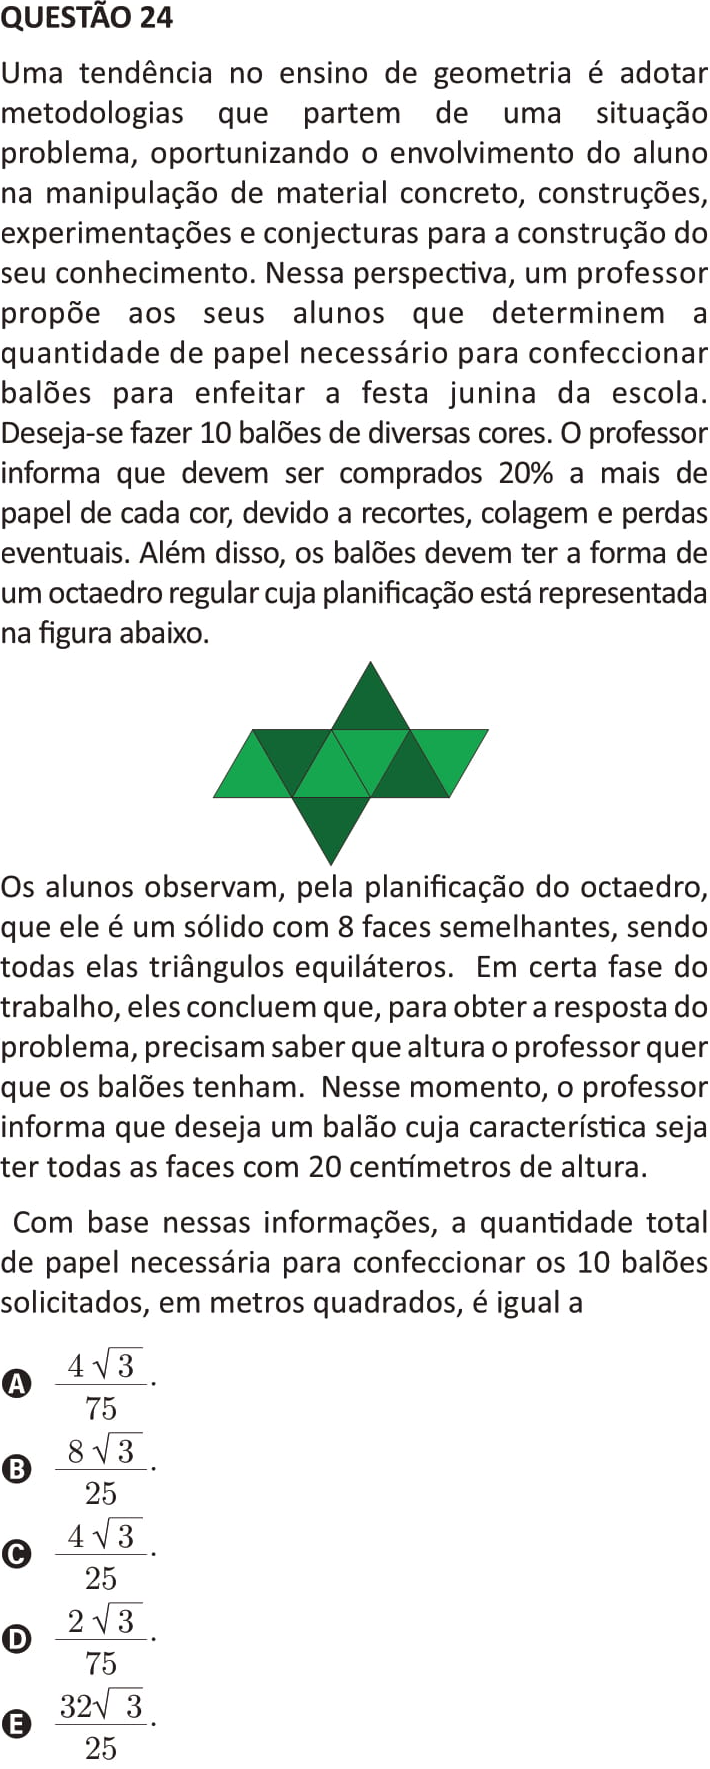 QUESTÃO 24
Uma tendência no ensino de geometria é adotar
metodologias que partem de uma situação
problema, oportunizando o envolvimento do aluno
na manipulação de material concreto, construções,
experimentações e conjecturas para a construção do
seu conhecimento. Nessa perspectiva, um professor
propõe aos seus alunos que determinem a
quantidade de papel necessário para confeccionar
balões para enfeitar a festa junina da escola.
Deseja-se fazer 10 balões de diversas cores. O professor
informa que devem ser comprados 20% a mais de
papel de cada cor, devido a recortes, colagem e perdas
eventuais. Além disso, os balões devem ter a forma de
um octaedro regular cuja planificação está representada
na figura abaixo.
Os alunos observam, pela planificação do octaedro,
que ele é um sólido com 8 faces semelhantes, sendo
todas elas triângulos equiláteros. Em certa fase do
trabalho, eles concluem que, para obter a resposta do
problema, precisam saber que altura o professor quer
que os balões tenham. Nesse momento, o professor
informa que deseja um balão cuja característica seja
ter todas as faces com 20 centímetros de altura.
Com base nessas informações, a quantidade total
de papel necessária para confeccionar os 10 balões
solicitados, em metros quadrados, é igual a
A 4√3/75.
B 8√3/25.
C 4√3/25.
D 2√3/75.
E 32√3/25.